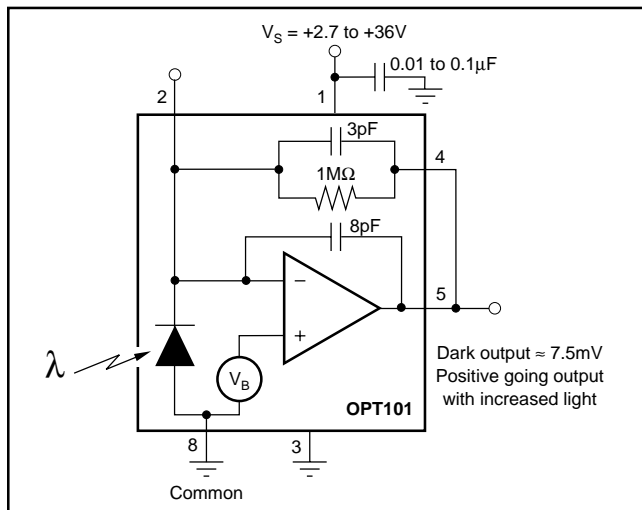 V_S = +2.7 to +36V
0.01 to 0.1µF
2
1
3pF
4
1MΩ
8pF
5
−
+
λ
V_B
Dark output ≈ 7.5mV
Positive going output
with increased light
OPT101
8
3
Common